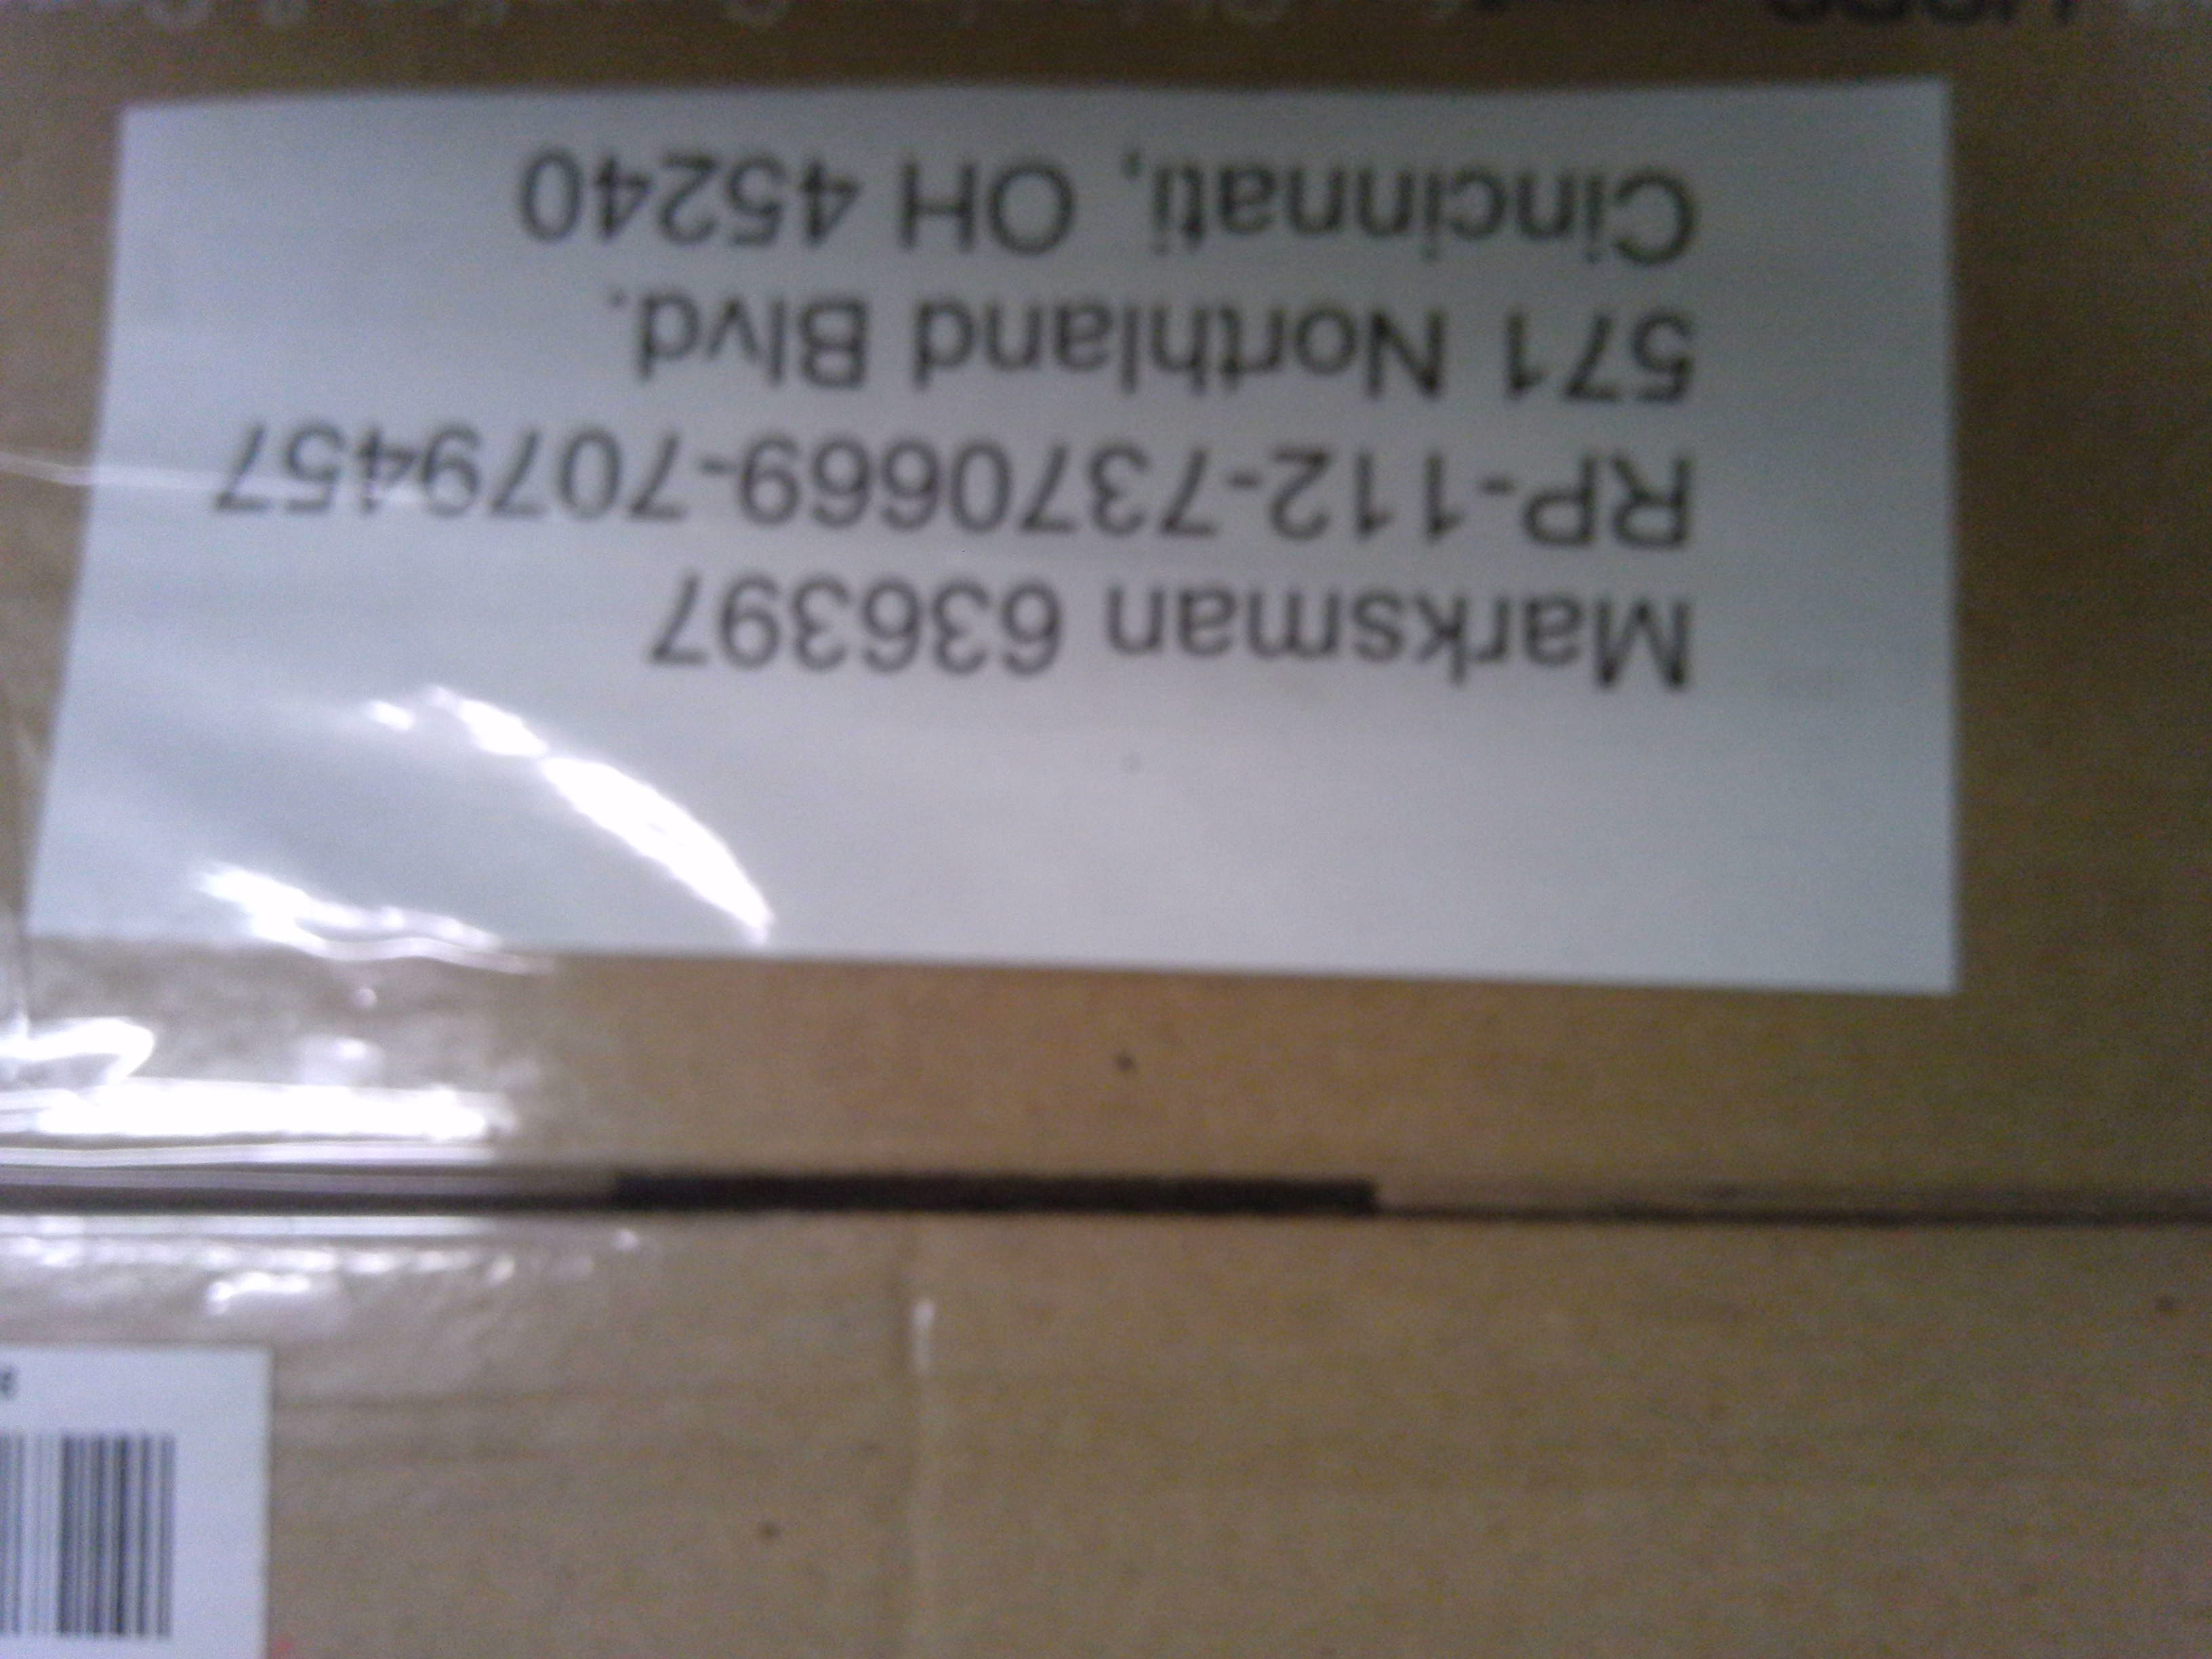 Marksman 636397
RP-112-7370669-7079457
571 Northland Blvd.
Cincinnati, OH 45240